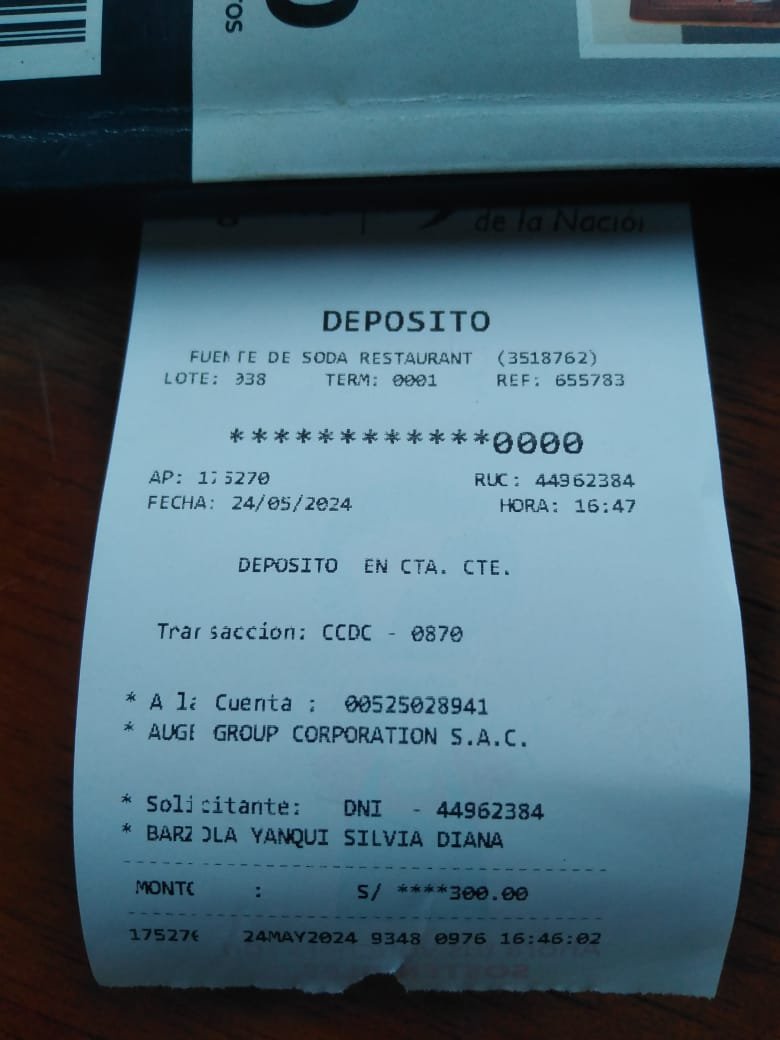 SO
de la Nación
DEPOSITO
FUENTE DE SODA RESTAURANT (3518762)
LOTE: 038 TERM: 0001 REF: 655783
************0000
AP: 175270 RUC: 44962384
FECHA: 24/05/2024 HORA: 16:47
DEPOSITO EN CTA. CTE.
Transaccion: CCDC - 0870
* A la Cuenta : 00525028941
* AUGE GROUP CORPORATION S.A.C.
* Solicitante: DNI - 44962384
* BARZOLA YANQUI SILVIA DIANA
MONTO : S/ ****300.00
175270 24MAY2024 9348 0976 16:46:02